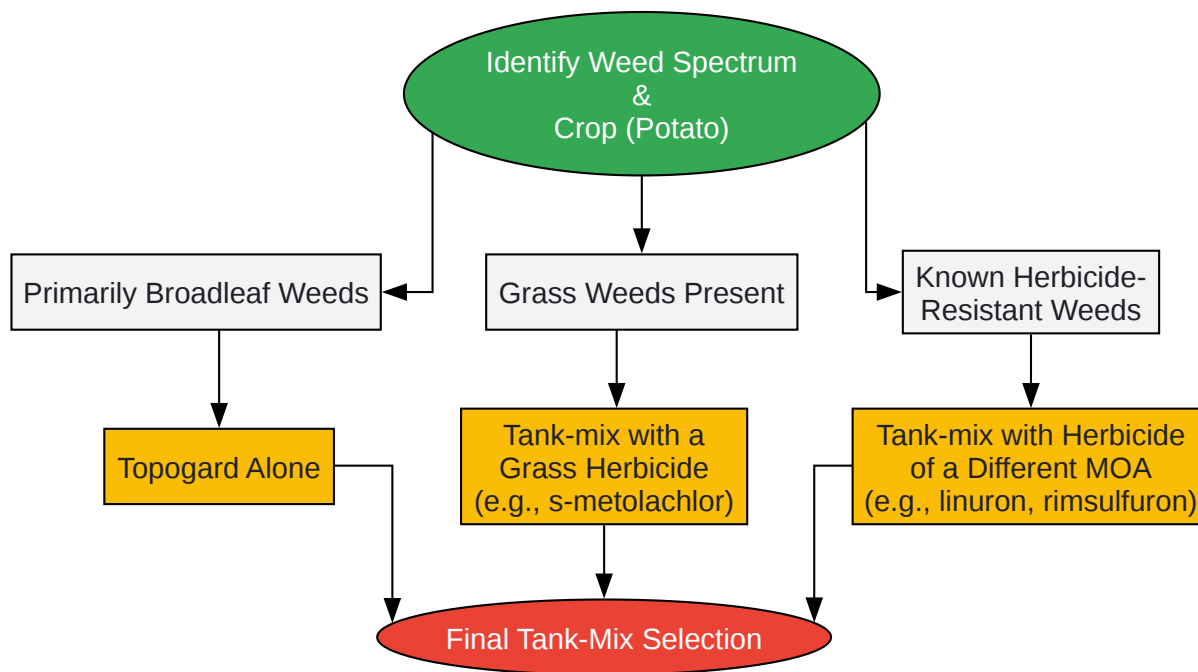 Identify Weed Spectrum
&
Crop (Potato)
Primarily Broadleaf Weeds
Grass Weeds Present
Known Herbicide-
Resistant Weeds
Topogard Alone
Tank-mix with a
Grass Herbicide
(e.g., s-metolachlor)
Tank-mix with Herbicide
of a Different MOA
(e.g., linuron, rimsulfuron)
Final Tank-Mix Selection